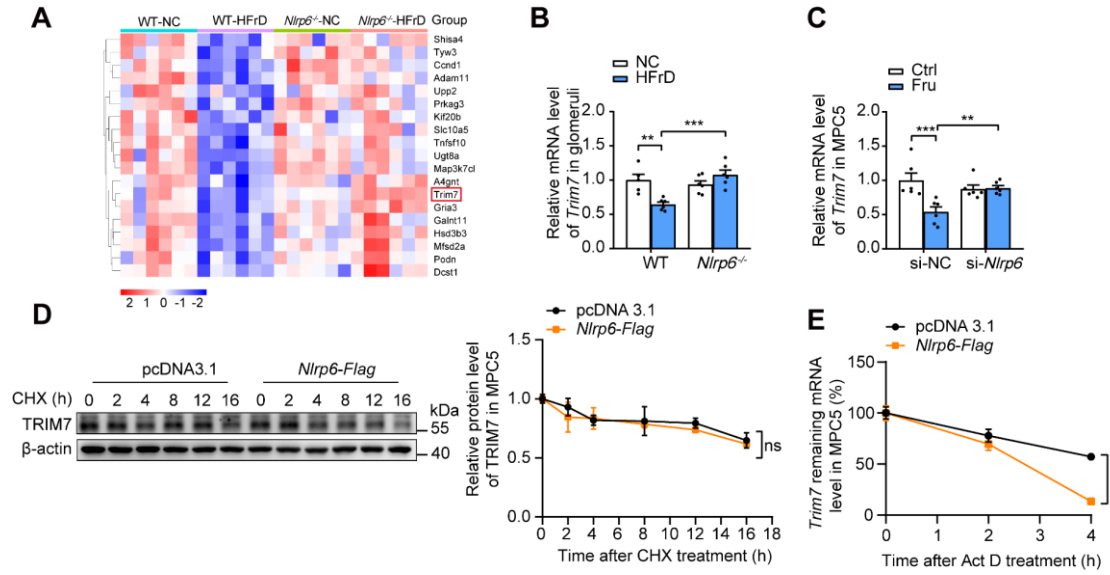 A
WT-NC WT-HFrD Nlrp6-/--NC Nlrp6-/--HFrD Group
Shisa4
Tyw3
Ccnd1
Adam11
Upp2
Prkag3
Kif20b
Slc10a5
Tnfsf10
Ugt8a
Map3k7cl
A4gnt
Trim7
Gria3
Galnt11
Hsd3b3
Mfsd2a
Podn
Dcst1
2 1 0 -1 -2
B
NC
HFrD
Relative mRNA level
of Trim7 in glomeruli
2.0
1.5
1.0
0.5
0.0
** ***
WT Nlrp6-/-
C
Ctrl
Fru
Relative mRNA level
of Trim7 in MPC5
2.0
1.5
1.0
0.5
0.0
*** **
si-NC si-Nlrp6
D
pcDNA3.1 Nlrp6-Flag
CHX (h) 0 2 4 8 12 16 0 2 4 8 12 16
kDa
TRIM7 55
β-actin 40
pcDNA 3.1
Nlrp6-Flag
Relative protein level
of TRIM7 in MPC5
1.5
1.0
0.5
0.0
ns
0 2 4 6 8 10 12 14 16 18
Time after CHX treatment (h)
E
pcDNA 3.1
Nlrp6-Flag
Trim7 remaining mRNA
level in MPC5 (%)
150
100
50
0
0 1 2 3 4
Time after Act D treatment (h)